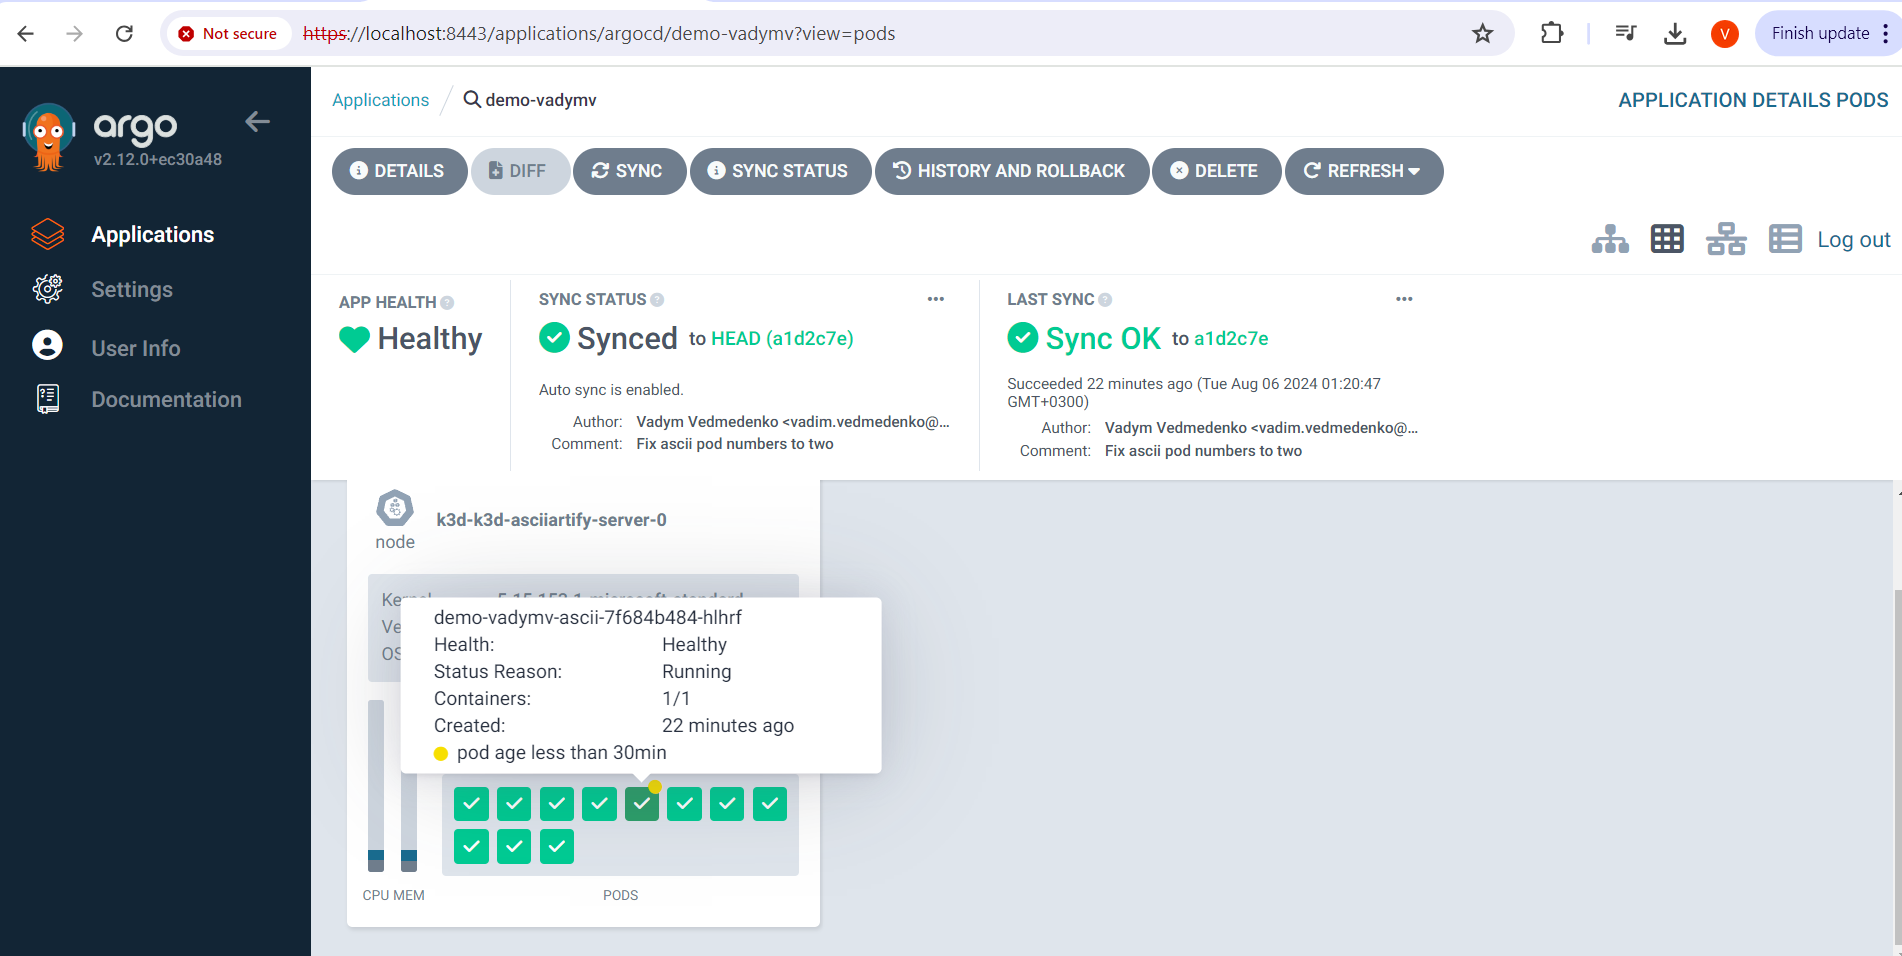 Not secure https://localhost:8443/applications/argocd/demo-vadymv?view=pods V Finish update
argo
v2.12.0+ec30a48
Applications
Settings
User Info
Documentation
Applications / demo-vadymv APPLICATION DETAILS PODS
DETAILS DIFF SYNC SYNC STATUS HISTORY AND ROLLBACK DELETE REFRESH
Log out
APP HEALTH
Healthy
SYNC STATUS
Synced to HEAD (a1d2c7e)
Auto sync is enabled.
Author: Vadym Vedmedenko <vadim.vedmedenko@...
Comment: Fix ascii pod numbers to two
LAST SYNC
Sync OK to a1d2c7e
Succeeded 22 minutes ago (Tue Aug 06 2024 01:20:47
GMT+0300)
Author: Vadym Vedmedenko <vadim.vedmedenko@...
Comment: Fix ascii pod numbers to two
k3d-k3d-asciiartify-server-0
node
demo-vadymv-ascii-7f684b484-hlhrf
Health: Healthy
Status Reason: Running
Containers: 1/1
Created: 22 minutes ago
pod age less than 30min
CPU MEM PODS